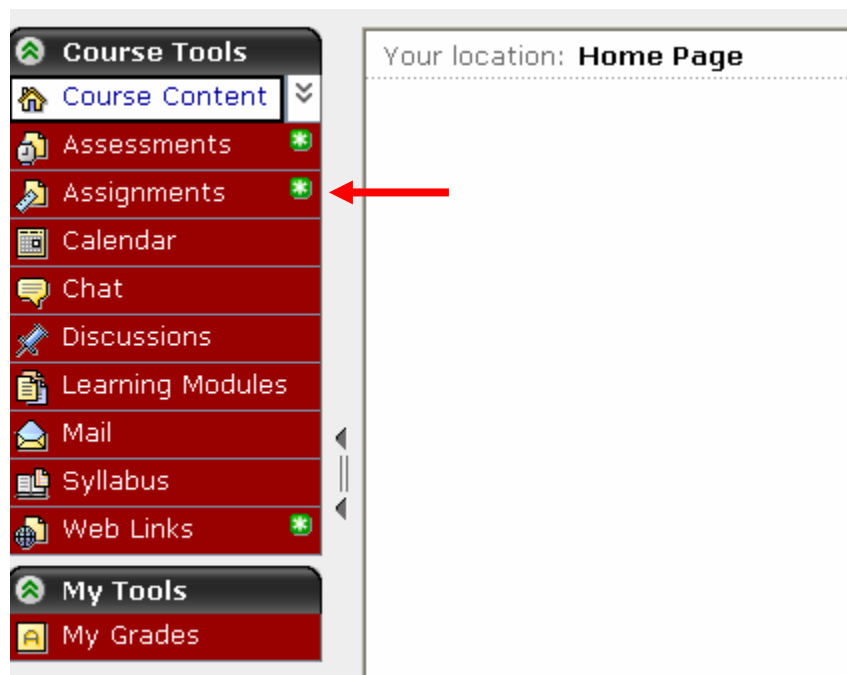 Course Tools
Course Content
Assessments
Assignments
Calendar
Chat
Discussions
Learning Modules
Mail
Syllabus
Web Links
My Tools
My Grades
Your location: Home Page